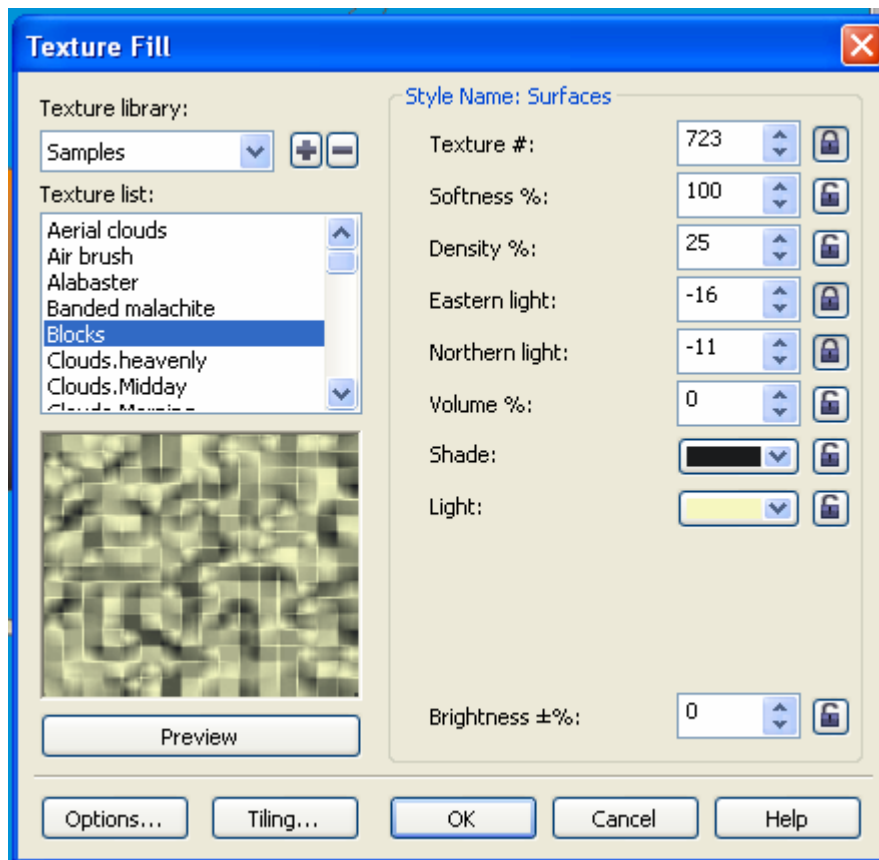 Texture Fill
Texture library:
Samples
Texture list:
Aerial clouds
Air brush
Alabaster
Banded malachite
Blocks
Clouds.heavenly
Clouds.Midday
Clouds.Morning
Preview
Style Name: Surfaces
Texture #: 723
Softness %: 100
Density %: 25
Eastern light: -16
Northern light: -11
Volume %: 0
Shade:
Light:
Brightness ±%: 0
Options... Tiling... OK Cancel Help